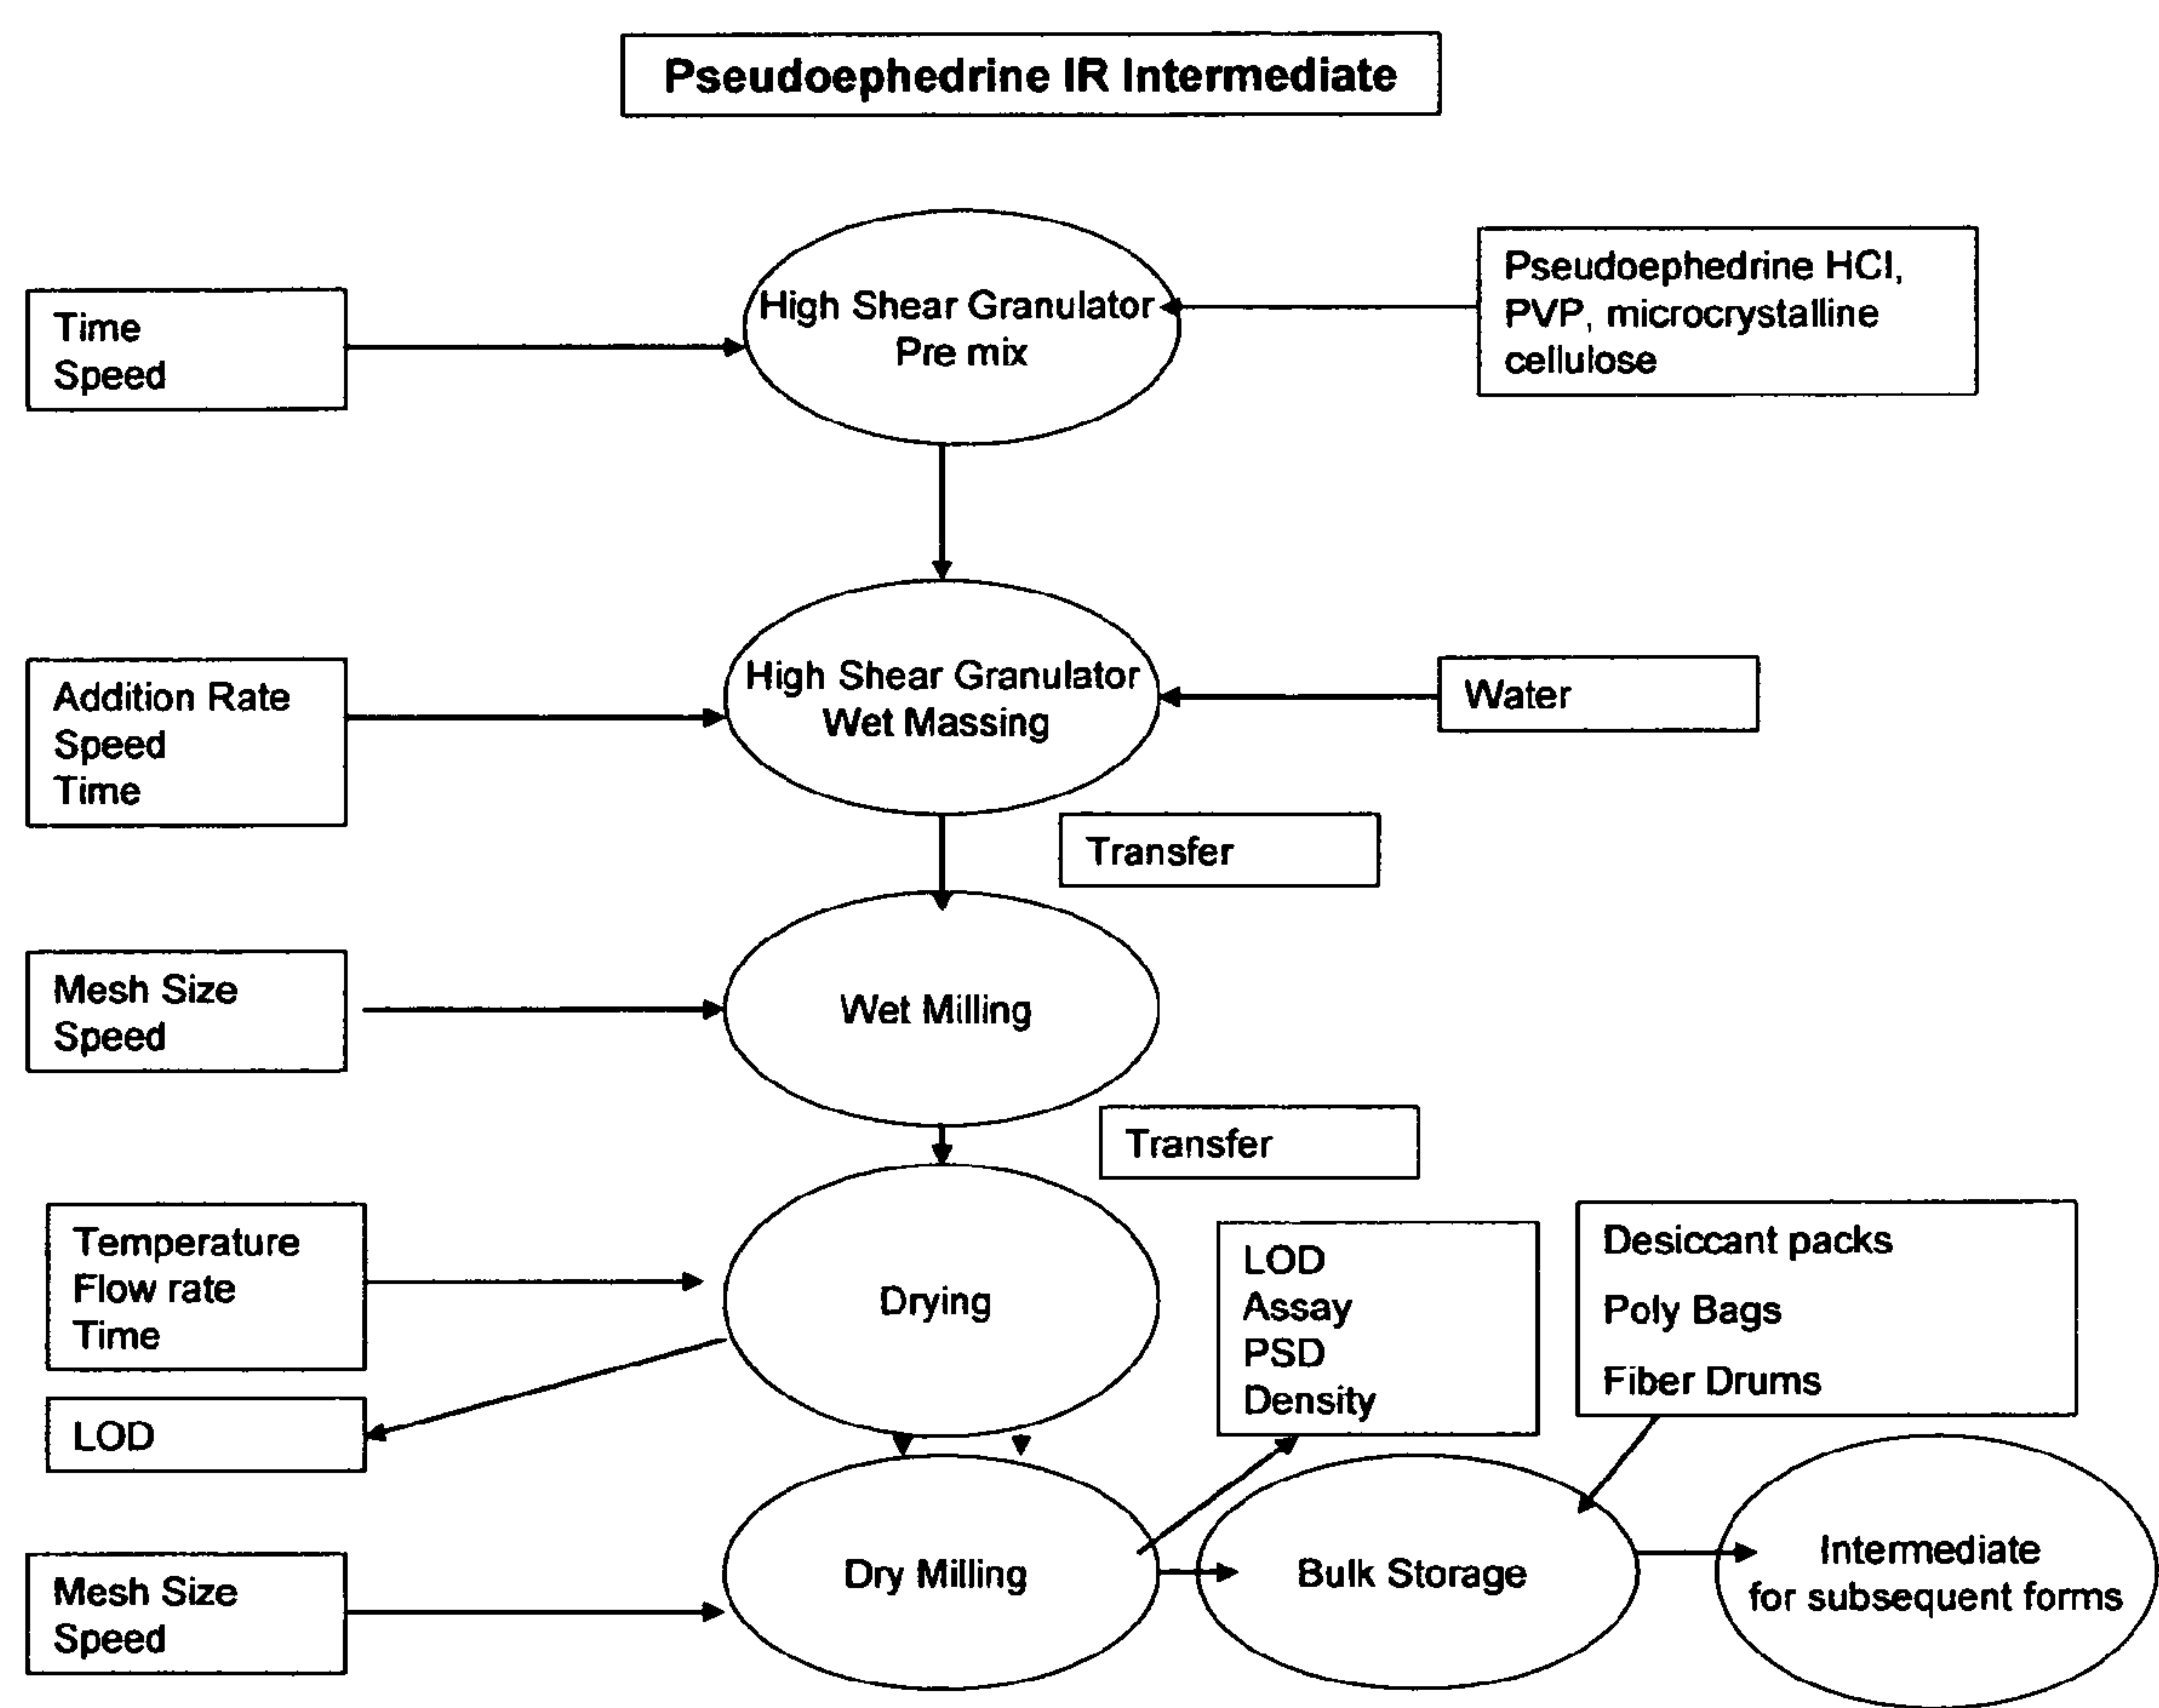 Pseudoephedrine IR Intermediate
Time
Speed
High Shear Granulator
Pre mix
Pseudoephedrine HCl,
PVP, microcrystalline
cellulose
Addition Rate
Speed
Time
High Shear Granulator
Wet Massing
Water
Transfer
Mesh Size
Speed
Wet Milling
Transfer
Temperature
Flow rate
Time
LOD
Drying
LOD
Assay
PSD
Density
Desiccant packs
Poly Bags
Fiber Drums
Mesh Size
Speed
Dry Milling
Bulk Storage
Intermediate
for subsequent forms